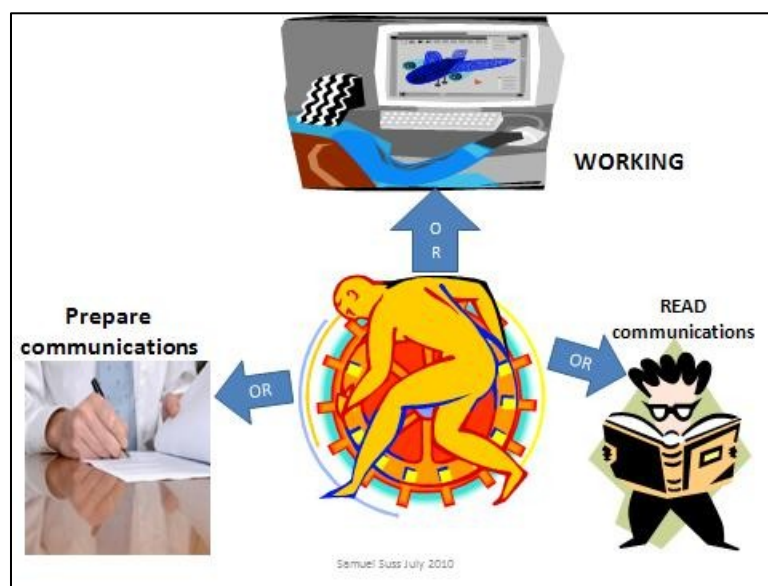 WORKING
O
R
Prepare
communications
READ
communications
OR
OR
Samuel Suss July 2010